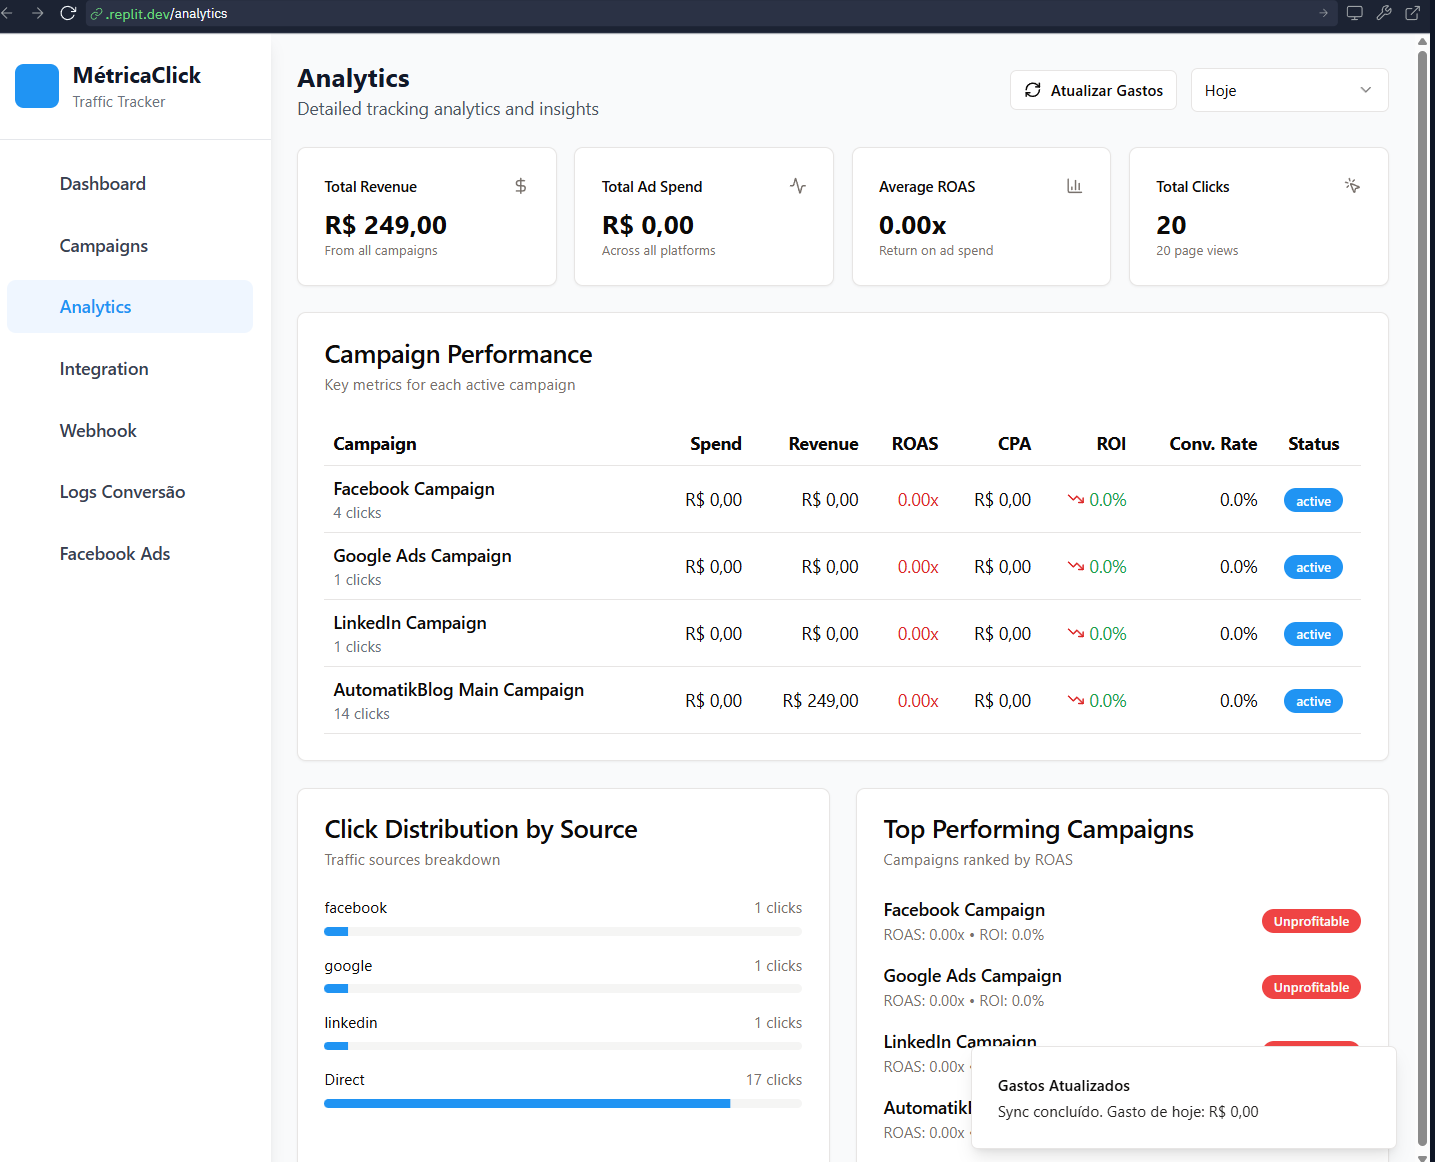 .replit.dev/analytics
MétricaClick
Traffic Tracker
Dashboard
Campaigns
Analytics
Integration
Webhook
Logs Conversão
Facebook Ads
Analytics
Detailed tracking analytics and insights
Atualizar Gastos
Hoje
Total Revenue
R$ 249,00
From all campaigns
Total Ad Spend
R$ 0,00
Across all platforms
Average ROAS
0.00x
Return on ad spend
Total Clicks
20
20 page views
Campaign Performance
Key metrics for each active campaign
Campaign Spend Revenue ROAS CPA ROI Conv. Rate Status
Facebook Campaign
4 clicks
R$ 0,00 R$ 0,00 0.00x R$ 0,00 0.0% 0.0% active
Google Ads Campaign
1 clicks
R$ 0,00 R$ 0,00 0.00x R$ 0,00 0.0% 0.0% active
LinkedIn Campaign
1 clicks
R$ 0,00 R$ 0,00 0.00x R$ 0,00 0.0% 0.0% active
AutomatikBlog Main Campaign
14 clicks
R$ 0,00 R$ 249,00 0.00x R$ 0,00 0.0% 0.0% active
Click Distribution by Source
Traffic sources breakdown
facebook 1 clicks
google 1 clicks
linkedin 1 clicks
Direct 17 clicks
Top Performing Campaigns
Campaigns ranked by ROAS
Facebook Campaign
ROAS: 0.00x • ROI: 0.0%
Unprofitable
Google Ads Campaign
ROAS: 0.00x • ROI: 0.0%
Unprofitable
LinkedIn Campaign
ROAS: 0.00x
Automatik
ROAS: 0.00x
Gastos Atualizados
Sync concluído. Gasto de hoje: R$ 0,00